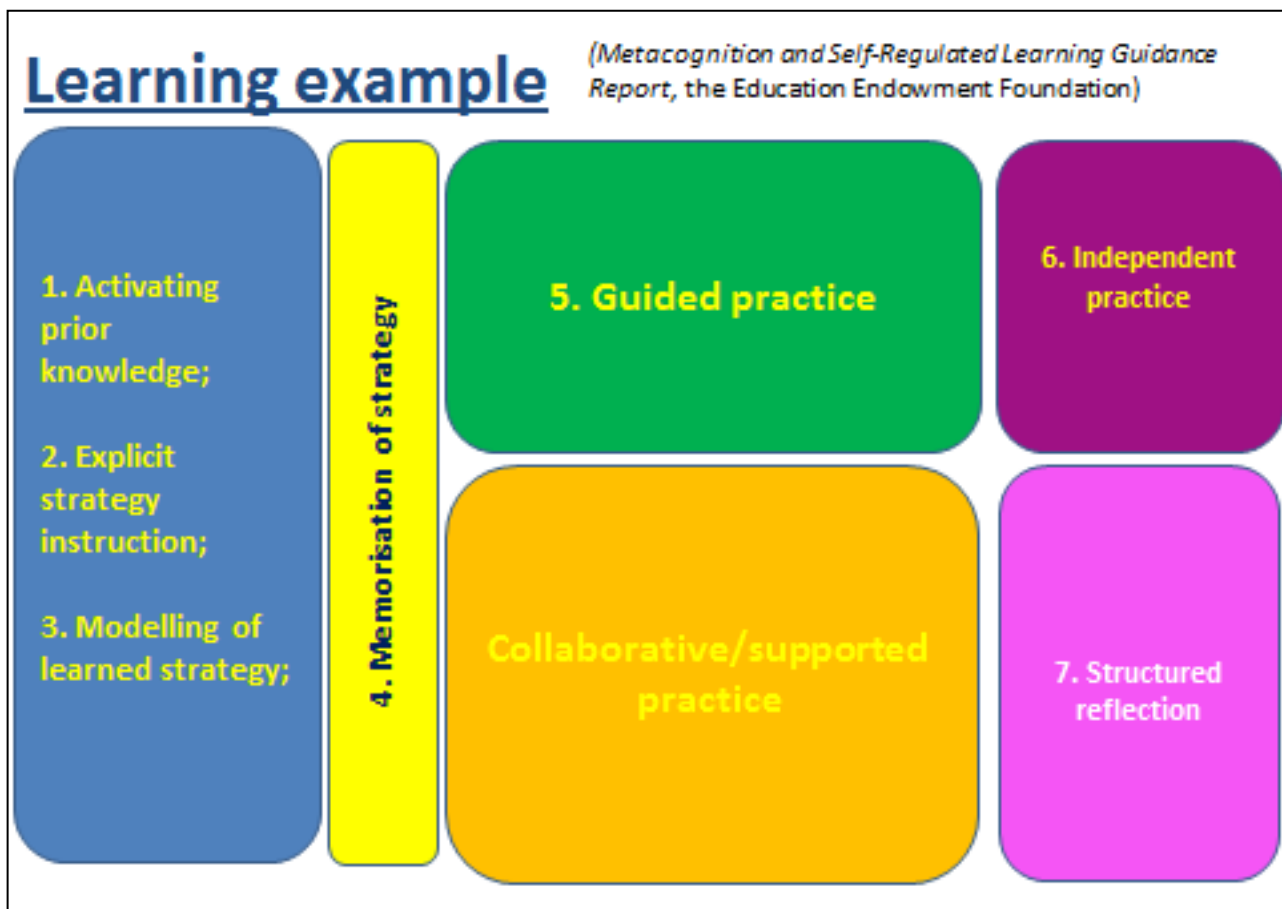 Learning example
(Metacognition and Self-Regulated Learning Guidance
Report, the Education Endowment Foundation)
1. Activating
prior
knowledge;
2. Explicit
strategy
instruction;
3. Modelling of
learned strategy;
4. Memorisation of strategy
5. Guided practice
Collaborative/supported
practice
6. Independent
practice
7. Structured
reflection